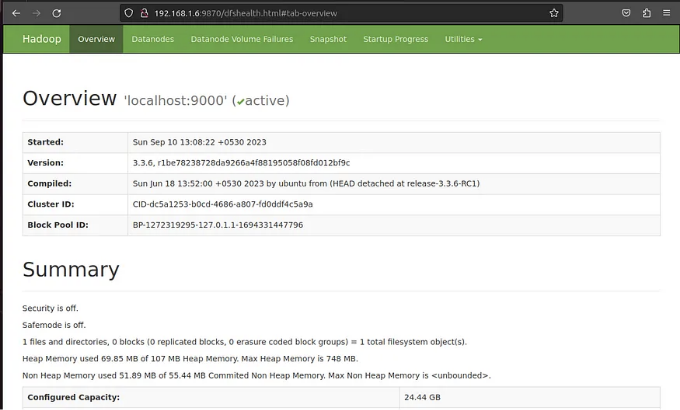 192.168.1.6:9870/dfshealth.html#tab-overview
Hadoop Overview Datanodes Datanode Volume Failures Snapshot Startup Progress Utilities
Overview 'localhost:9000' (✔active)
Started: Sun Sep 10 13:08:22 +0530 2023
Version: 3.3.6, r1be78238728da9266a4f88195058f08fd012bf9c
Compiled: Sun Jun 18 13:52:00 +0530 2023 by ubuntu from (HEAD detached at release-3.3.6-RC1)
Cluster ID: CID-dc5a1253-b0cd-4686-a807-fd0ddf4c5a9a
Block Pool ID: BP-1272319295-127.0.1.1-1694331447796
Summary
Security is off.
Safemode is off.
1 files and directories, 0 blocks (0 replicated blocks, 0 erasure coded block groups) = 1 total filesystem object(s).
Heap Memory used 69.85 MB of 107 MB Heap Memory. Max Heap Memory is 748 MB.
Non Heap Memory used 51.89 MB of 55.44 MB Commited Non Heap Memory. Max Non Heap Memory is <unbounded>.
Configured Capacity: 24.44 GB